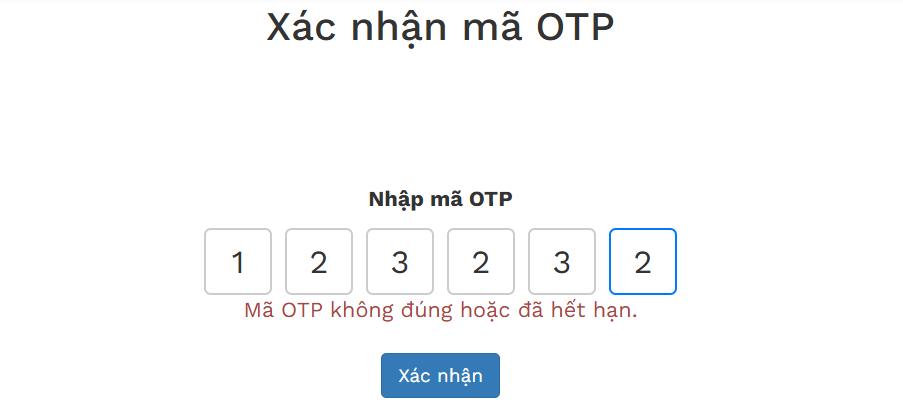 Xác nhận mã OTP
Nhập mã OTP
1 2 3 2 3 2
Mã OTP không đúng hoặc đã hết hạn.
Xác nhận